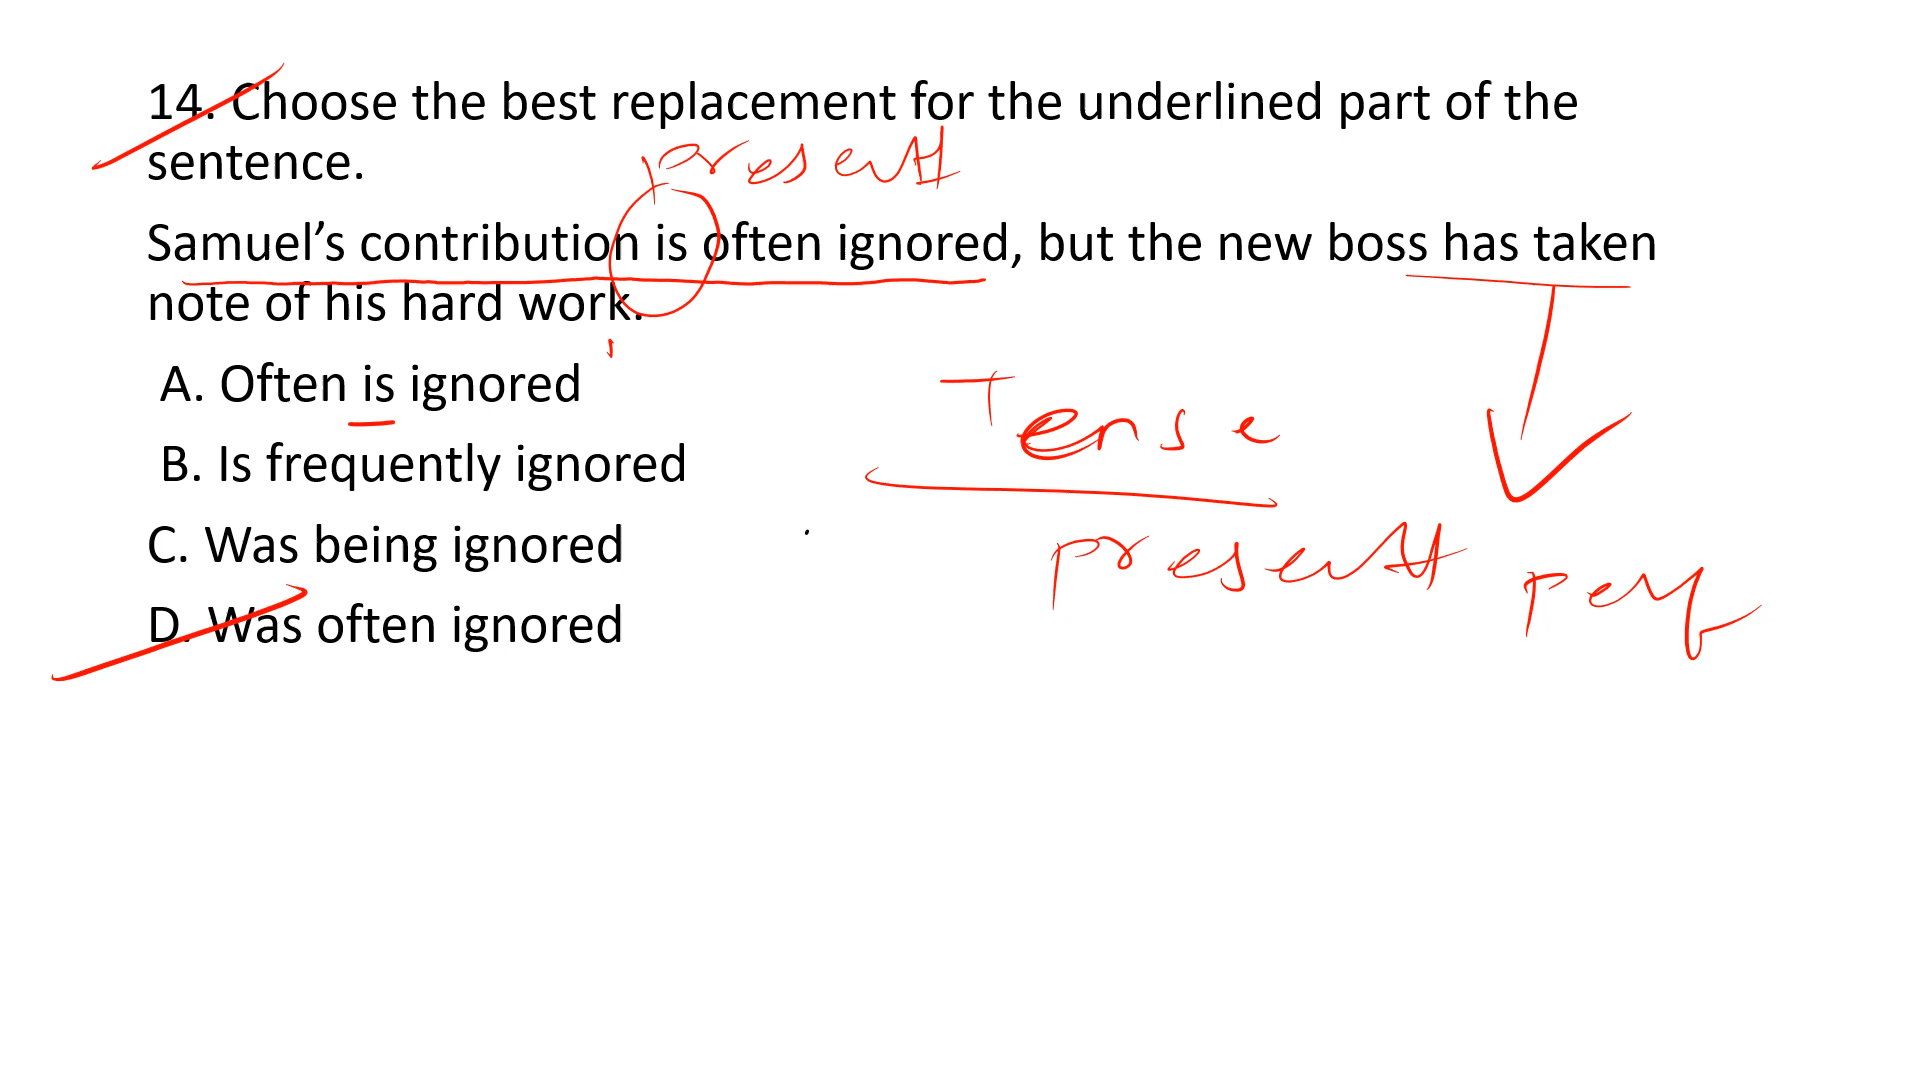 14. Choose the best replacement for the underlined part of the
sentence.
present
Samuel’s contribution is often ignored, but the new boss has taken
note of his hard work.
A. Often is ignored
Tense
B. Is frequently ignored
C. Was being ignored
present perf
D. Was often ignored